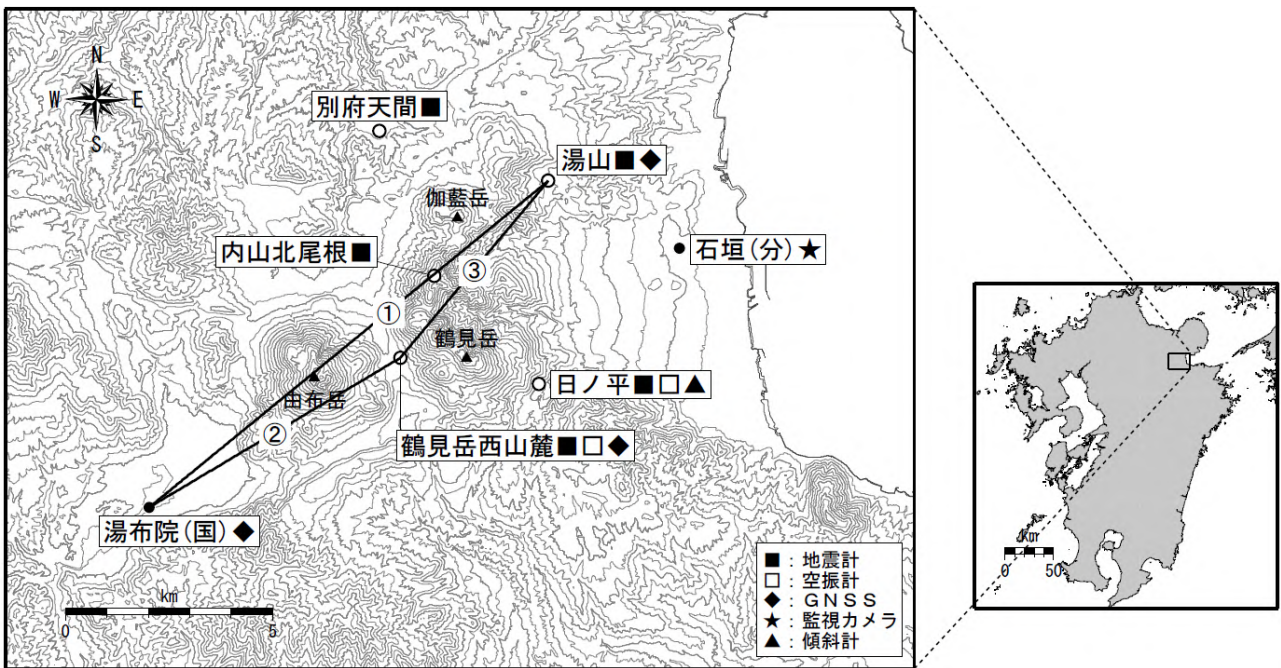 N
W E
S
別府天間■
湯山■◆
伽藍岳
内山北尾根■
石垣(分)★
③
①
鶴見岳
由布岳
日ノ平■□▲
②
鶴見岳西山麓■□◆
湯布院(国)◆
km
0 5
■：地震計
□：空振計
◆：ＧＮＳＳ
★：監視カメラ
▲：傾斜計
km
0 50